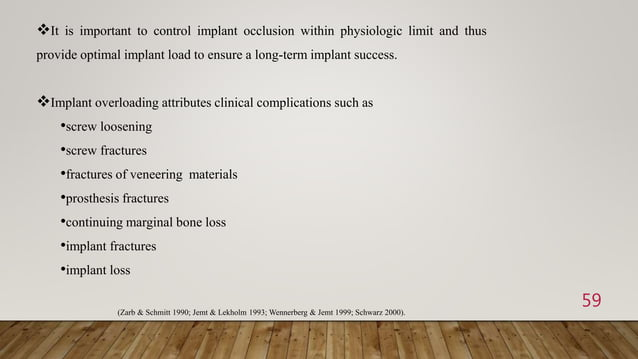 ❖It is important to control implant occlusion within physiologic limit and thus
provide optimal implant load to ensure a long-term implant success.
❖Implant overloading attributes clinical complications such as
•screw loosening
•screw fractures
•fractures of veneering materials
•prosthesis fractures
•continuing marginal bone loss
•implant fractures
•implant loss
59
(Zarb & Schmitt 1990; Jemt & Lekholm 1993; Wennerberg & Jemt 1999; Schwarz 2000).